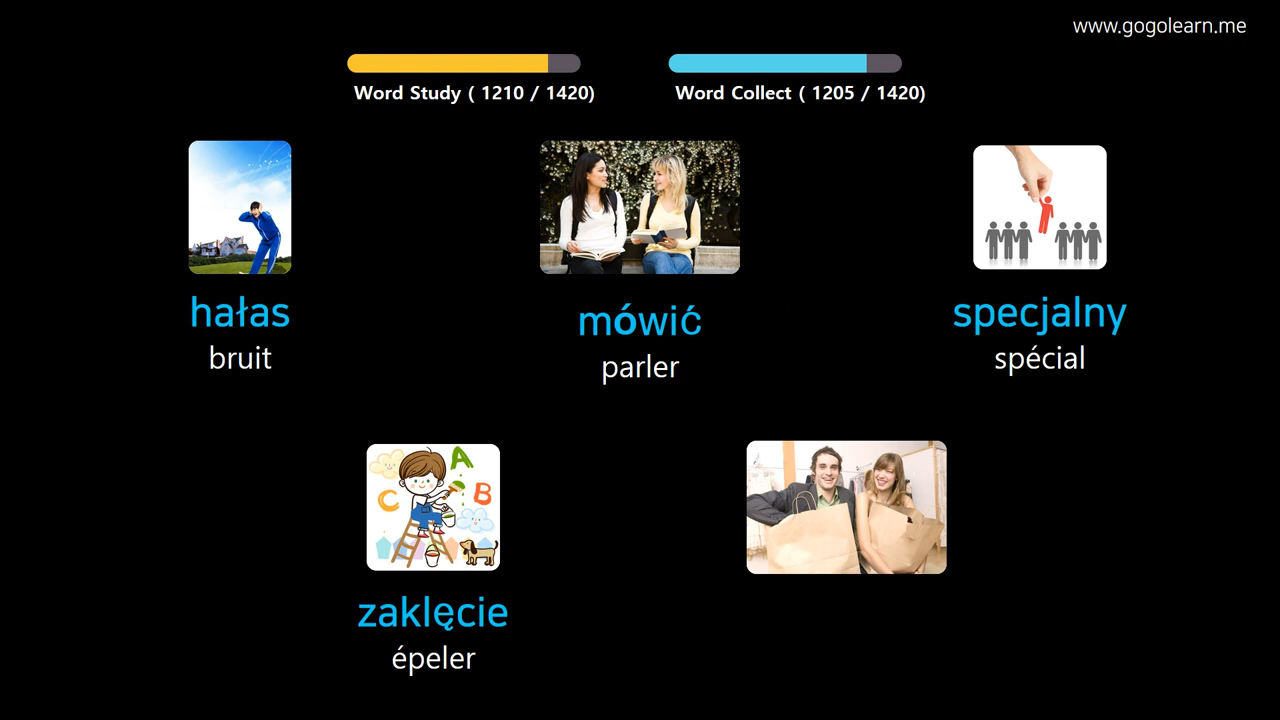 www.gogolearn.me
Word Study ( 1210 / 1420)
Word Collect ( 1205 / 1420)
hałas
bruit
mówić
parler
specjalny
spécial
A
B
C
zaklęcie
épeler